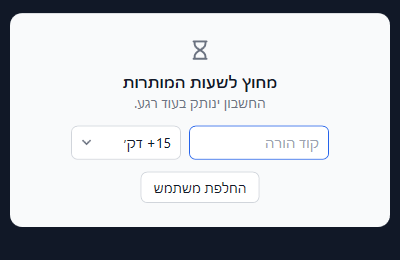 מחוץ לשעות המותרות
החשבון ינותק בעוד רגע.
קוד הורה
+15 דק׳
החלפת משתמש